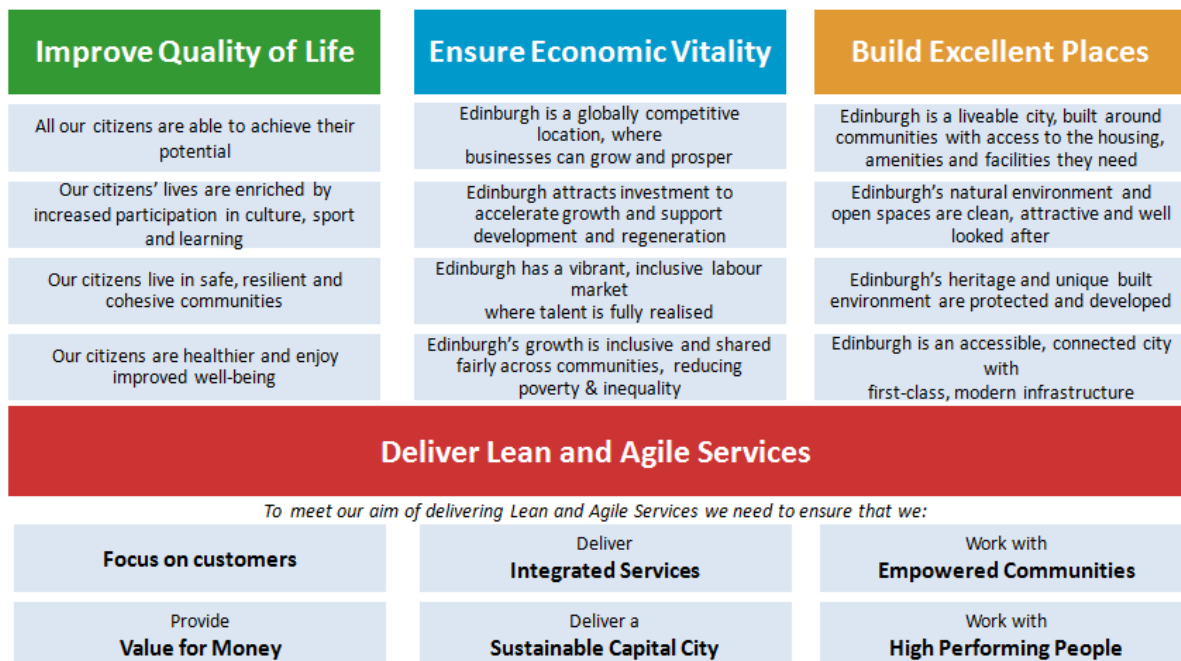 Improve Quality of Life
All our citizens are able to achieve their
potential
Our citizens’ lives are enriched by
increased participation in culture, sport
and learning
Our citizens live in safe, resilient and
cohesive communities
Our citizens are healthier and enjoy
improved well-being
Ensure Economic Vitality
Edinburgh is a globally competitive
location, where
businesses can grow and prosper
Edinburgh attracts investment to
accelerate growth and support
development and regeneration
Edinburgh has a vibrant, inclusive labour
market
where talent is fully realised
Edinburgh’s growth is inclusive and shared
fairly across communities, reducing
poverty & inequality
Build Excellent Places
Edinburgh is a liveable city, built around
communities with access to the housing,
amenities and facilities they need
Edinburgh’s natural environment and
open spaces are clean, attractive and well
looked after
Edinburgh’s heritage and unique built
environment are protected and developed
Edinburgh is an accessible, connected city
with
first-class, modern infrastructure
Deliver Lean and Agile Services
To meet our aim of delivering Lean and Agile Services we need to ensure that we:
Focus on customers
Deliver
Integrated Services
Work with
Empowered Communities
Provide
Value for Money
Deliver a
Sustainable Capital City
Work with
High Performing People